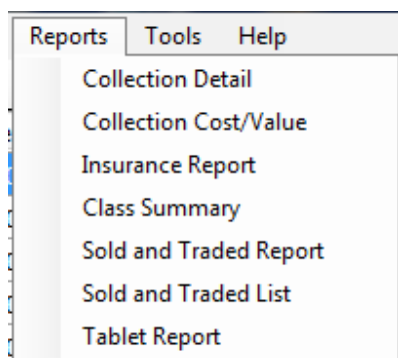 Reports Tools Help
Collection Detail
Collection Cost/Value
Insurance Report
Class Summary
Sold and Traded Report
Sold and Traded List
Tablet Report